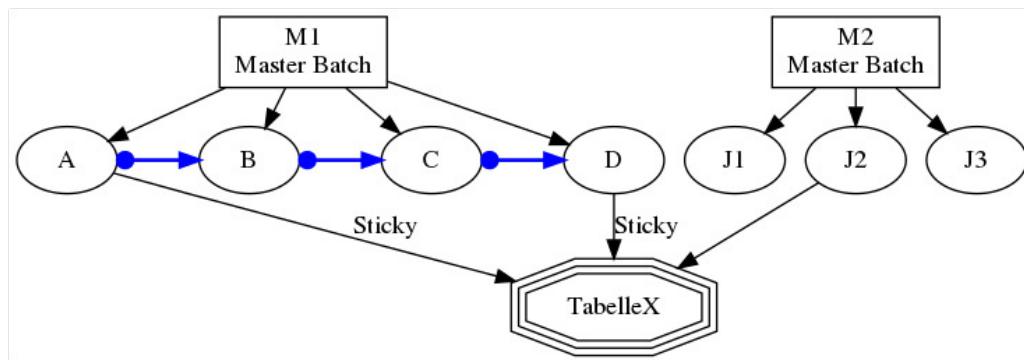 M1
Master Batch
M2
Master Batch
A
B
C
D
J1
J2
J3
Sticky
Sticky
TabelleX